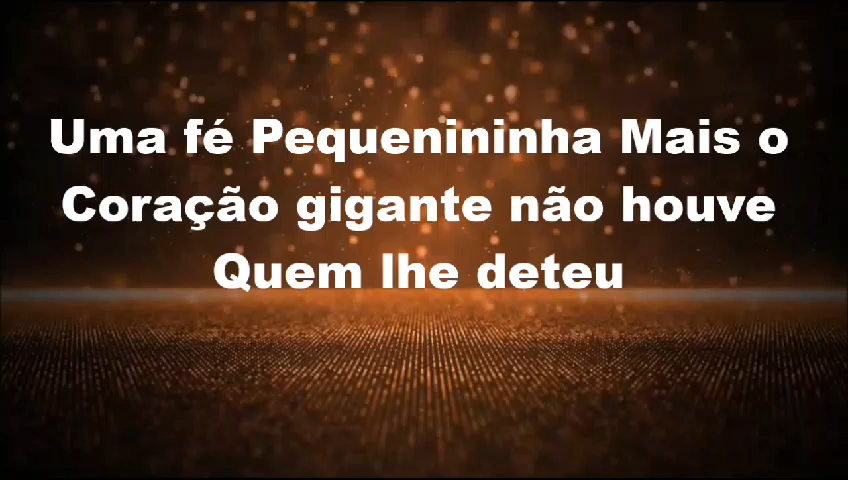 Uma fé Pequenininha Mais o
Coração gigante não houve
Quem lhe deteu